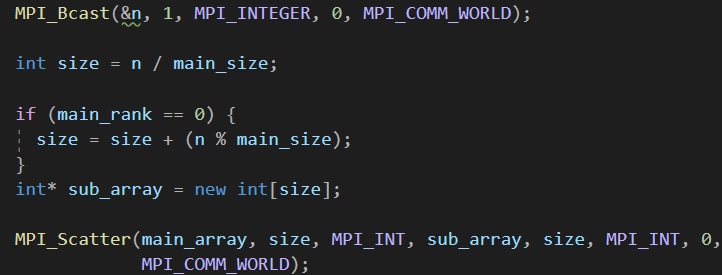 MPI_Bcast(&n, 1, MPI_INTEGER, 0, MPI_COMM_WORLD);
int size = n / main_size;
if (main_rank == 0) {
size = size + (n % main_size);
}
int* sub_array = new int[size];
MPI_Scatter(main_array, size, MPI_INT, sub_array, size, MPI_INT, 0,
MPI_COMM_WORLD);